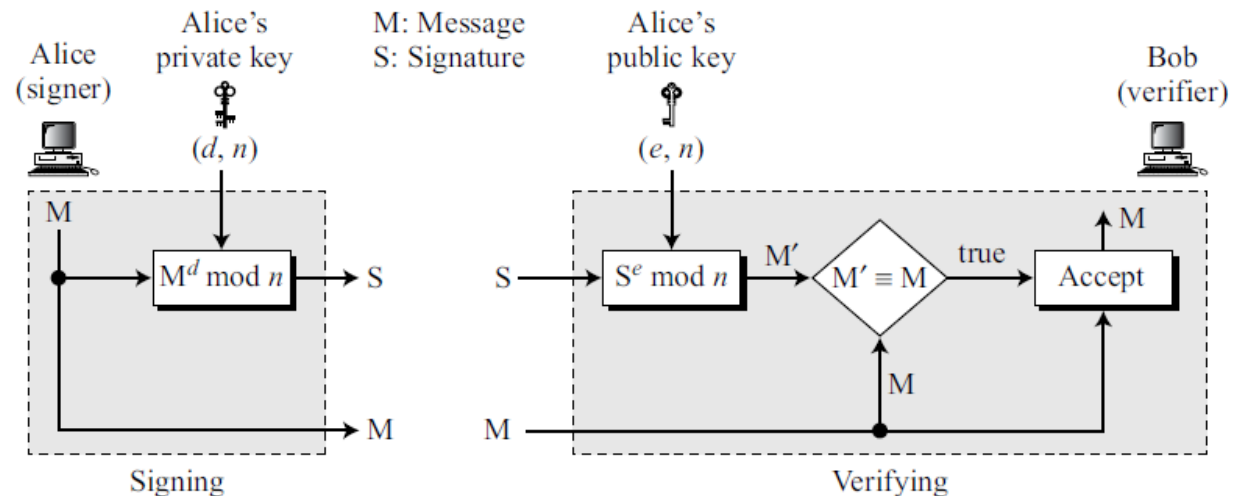 Alice
(signer)
Alice's
private key
(d, n)
M: Message
S: Signature
Alice's
public key
(e, n)
Bob
(verifier)
M
M^d mod n
S
M
Signing
S
S^e mod n
M′
M′ ≡ M
true
Accept
M
M
M
Verifying